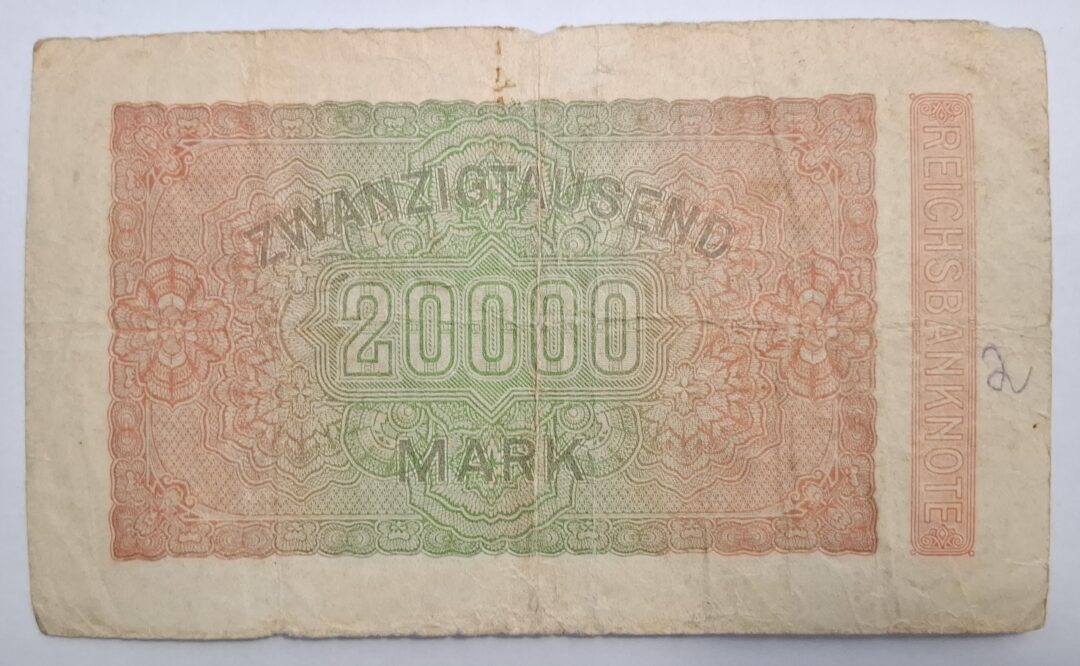 ZWANZIGTAUSEND
20000
MARK
REICHSBANKNOTE
2